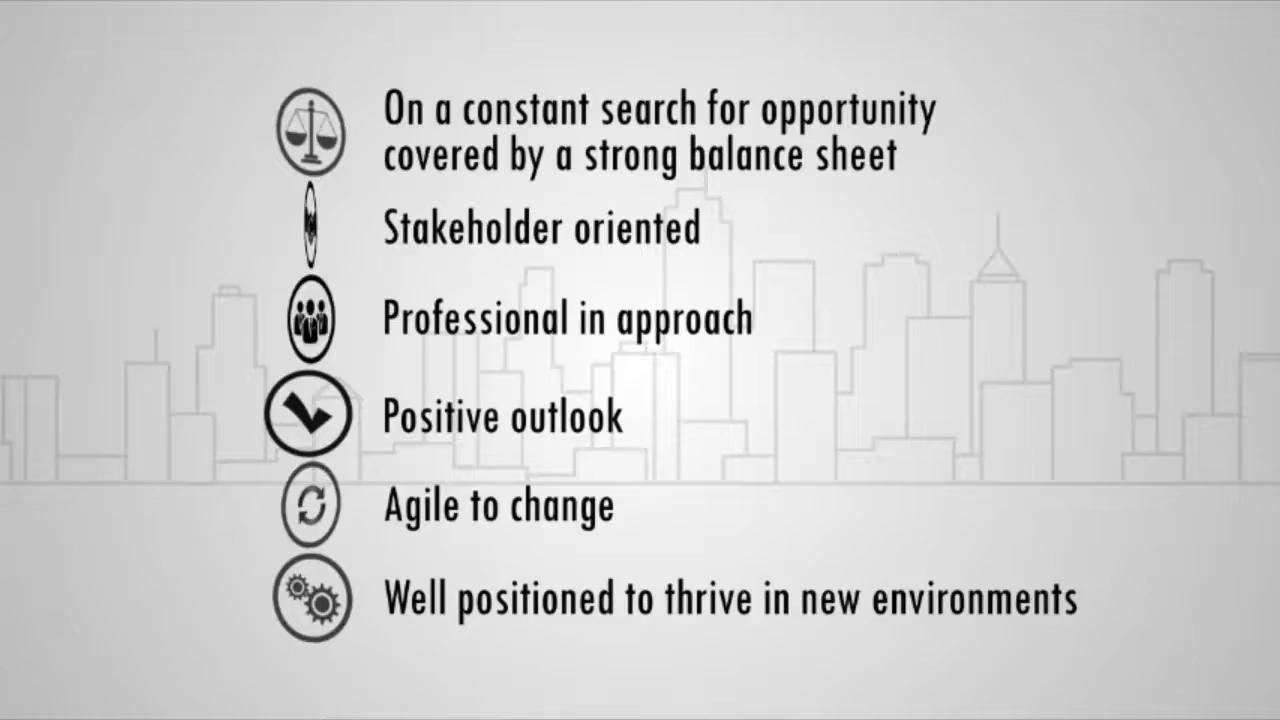 On a constant search for opportunity
covered by a strong balance sheet
Stakeholder oriented
Professional in approach
Positive outlook
Agile to change
Well positioned to thrive in new environments